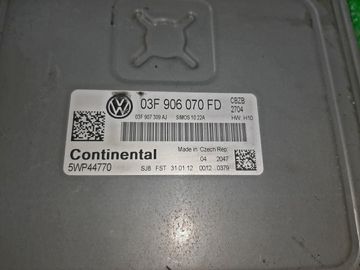 03F 906 070 FD
CBZB
2704
03F 907 309 AJ SIMOS 10.22A HW: H10
Made in Czech Rep.
Continental
04 2047
5WP44770
SJ8 FST 31.01.12 0012 0379